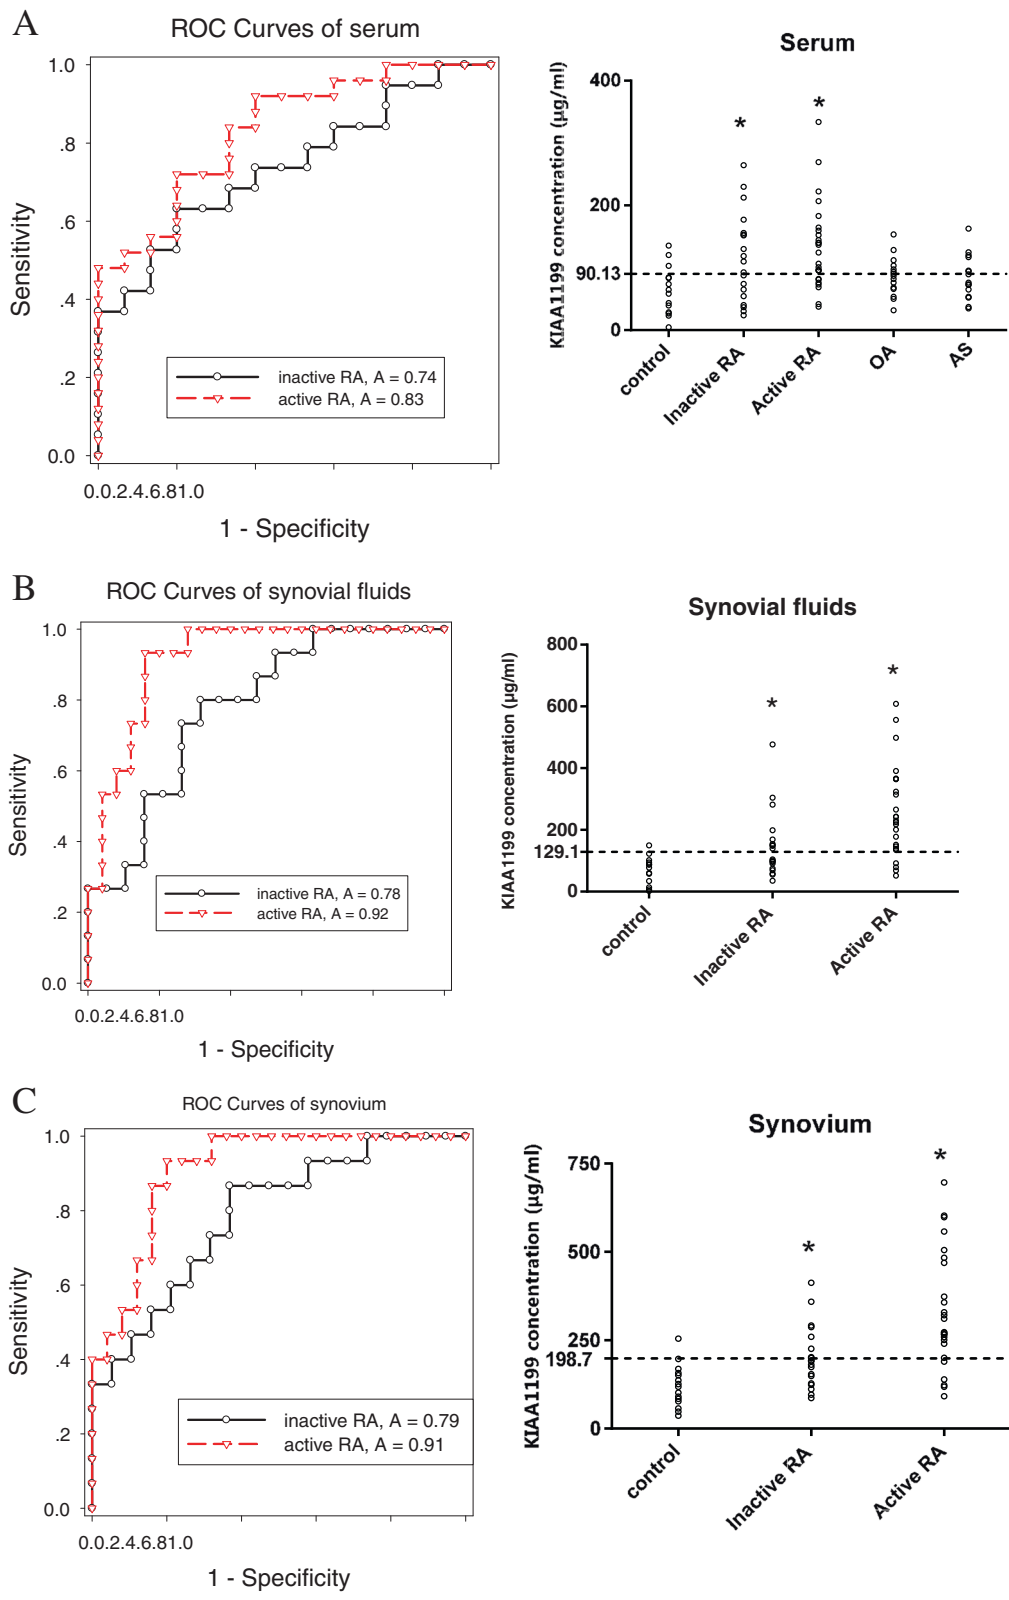 A
ROC Curves of serum
1.0
.8
.6
.4
.2
0.0
Sensitivity
inactive RA, A = 0.74
active RA, A = 0.83
0.0.2.4.6.81.0
1 - Specificity
Serum
KIAA1199 concentration (μg/ml)
400
200
90.13
0
*
*
control
Inactive RA
Active RA
OA
AS
B
ROC Curves of synovial fluids
1.0
.8
.6
.4
.2
0.0
Sensitivity
inactive RA, A = 0.78
active RA, A = 0.92
0.0.2.4.6.81.0
1 - Specificity
Synovial fluids
KIAA1199 concentration (μg/ml)
800
600
400
200
129.1
0
*
*
control
Inactive RA
Active RA
C
ROC Curves of synovium
1.0
.8
.6
.4
.2
0.0
Sensitivity
inactive RA, A = 0.79
active RA, A = 0.91
0.0.2.4.6.81.0
1 - Specificity
Synovium
KIAA1199 concentration (μg/ml)
750
500
250
198.7
0
*
*
control
Inactive RA
Active RA